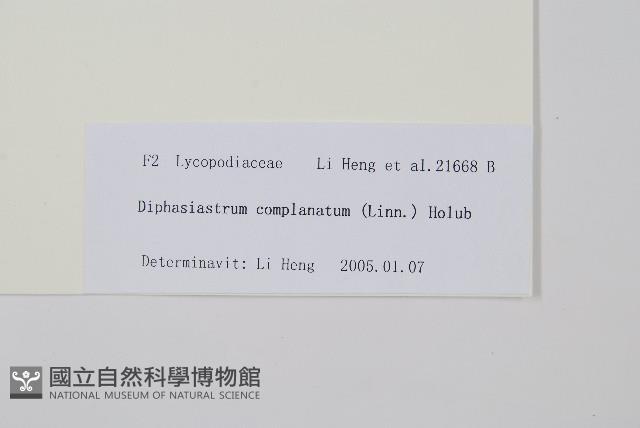 F2 Lycopodiaceae Li Heng et al. 21668 B
Diphasiastrum complanatum (Linn.) Holub
Determinavit: Li Heng 2005.01.07
國立自然科學博物館
NATIONAL MUSEUM OF NATURAL SCIENCE